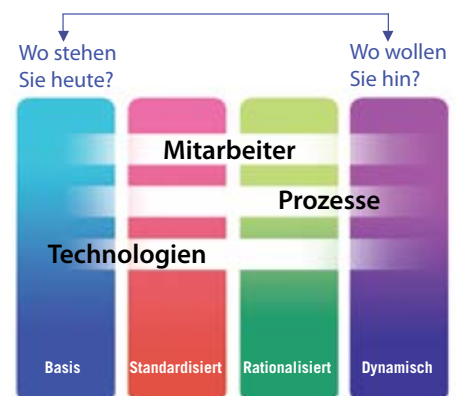 Wo stehen
Sie heute?
Wo wollen
Sie hin?
Mitarbeiter
Prozesse
Technologien
Basis
Standardisiert
Rationalisiert
Dynamisch